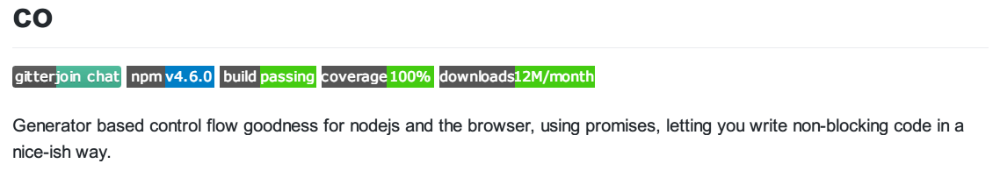 co
gitter join chat npm v4.6.0 build passing coverage 100% downloads 12M/month
Generator based control flow goodness for nodejs and the browser, using promises, letting you write non-blocking code in a
nice-ish way.